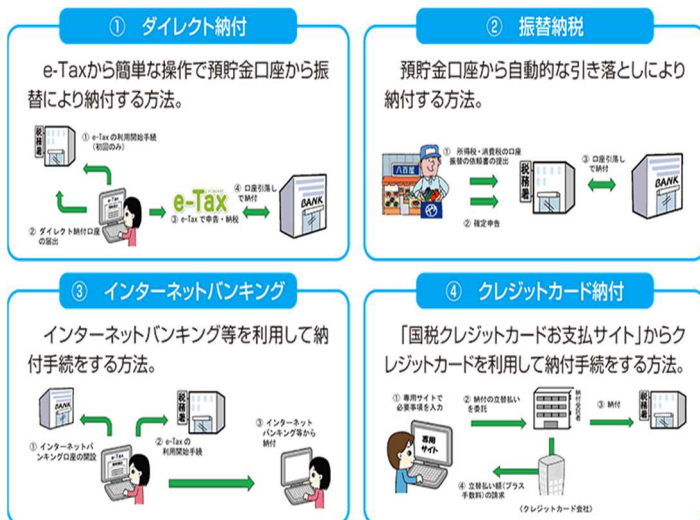 ① ダイレクト納付
e-Taxから簡単な操作で預貯金口座から振
替により納付する方法。
税務署
① e-Taxの利用開始手続
(初回のみ)
e-Tax
② ダイレクト納付口座
の届出
e-Tax
③ e-Taxで申告・納税
④ 口座引落し
で納付
BANK
② 振替納税
預貯金口座から自動的な引き落としにより
納付する方法。
八百屋
① 所得税・消費税の口座
振替の依頼書の提出
② 確定申告
税務署
③ 口座引落し
で納付
BANK
③ インターネットバンキング
インターネットバンキング等を利用して納
付手続をする方法。
BANK
① インターネットバ
ンキング口座の開設
e-Tax
税務署
② e-Taxの
利用開始手続
③ インターネット
バンキング等から
納付
④ クレジットカード納付
「国税クレジットカードお支払サイト」からク
レジットカードを利用して納付手続をする方法。
① 専用サイトで
必要事項を入力
専用
サイト
② 納付の立替払い
を委託
納付受託者
③ 納付
税務署
④ 立替払い額(プラス
手数料)の請求
(クレジットカード会社)